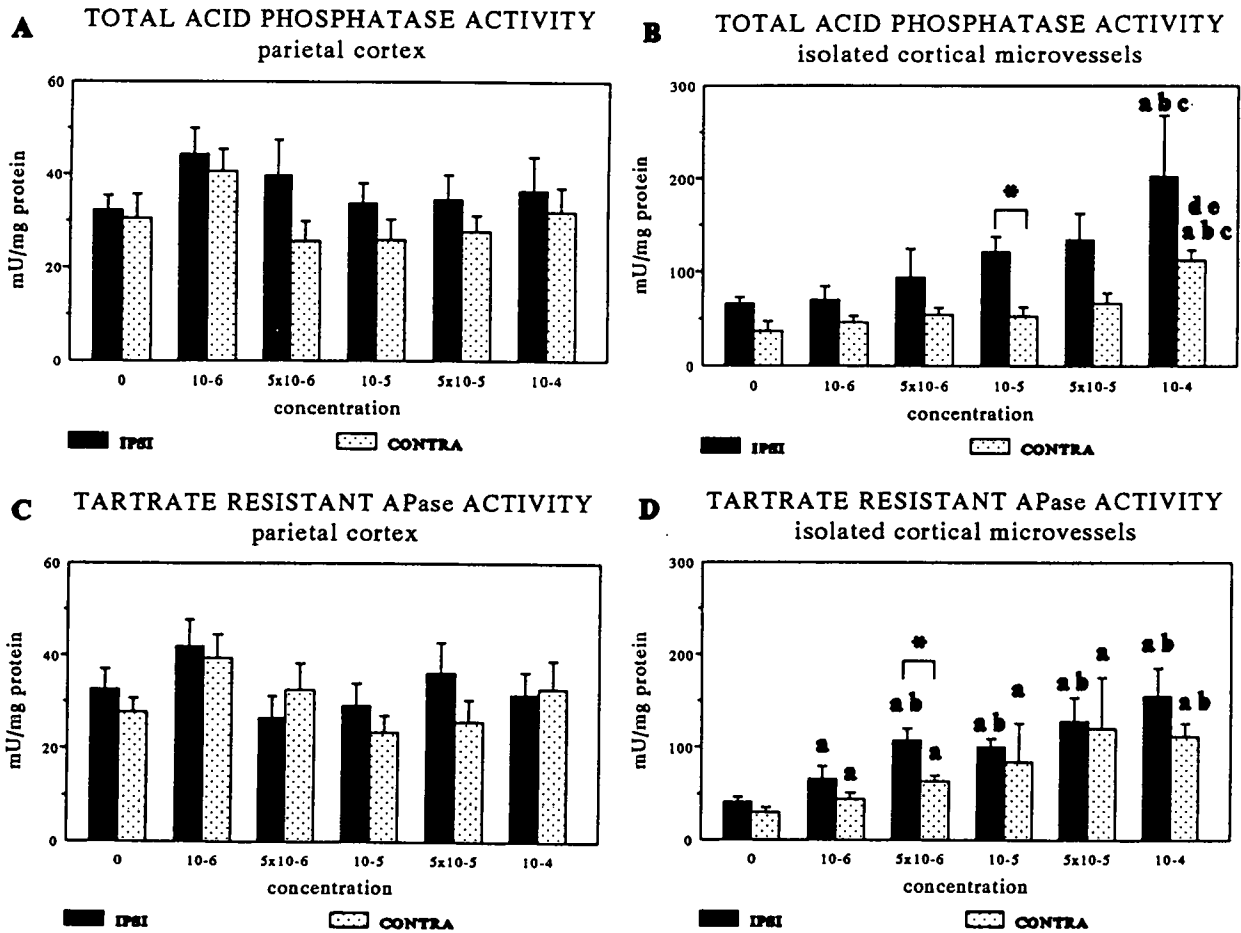 A TOTAL ACID PHOSPHATASE ACTIVITY
parietal cortex
60
40
20
0
mU/mg protein
0 10-6 5x10-6 10-5 5x10-5 10-4
concentration
IPSI CONTRA
B TOTAL ACID PHOSPHATASE ACTIVITY
isolated cortical microvessels
300
200
100
0
mU/mg protein
a b c
*
d e
a b c
0 10-6 5x10-6 10-5 5x10-5 10-4
concentration
IPSI CONTRA
C TARTRATE RESISTANT APase ACTIVITY
parietal cortex
60
40
20
0
mU/mg protein
0 10-6 5x10-6 10-5 5x10-5 10-4
concentration
IPSI CONTRA
D TARTRATE RESISTANT APase ACTIVITY
isolated cortical microvessels
300
200
100
0
mU/mg protein
*
a a a b a a b a a b a a b a b
0 10-6 5x10-6 10-5 5x10-5 10-4
concentration
IPSI CONTRA